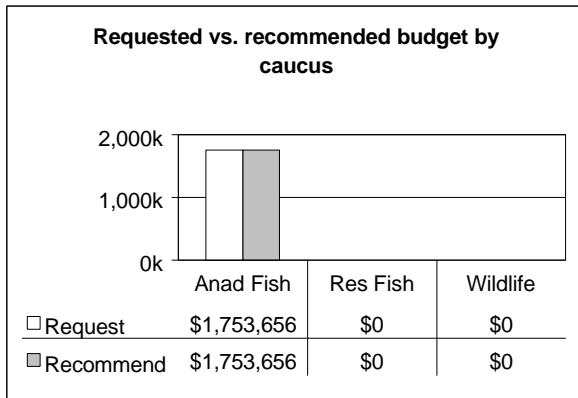 Requested vs. recommended budget by
caucus
2,000k
1,000k
0k
Anad Fish Res Fish Wildlife
Request $1,753,656 $0 $0
Recommend $1,753,656 $0 $0